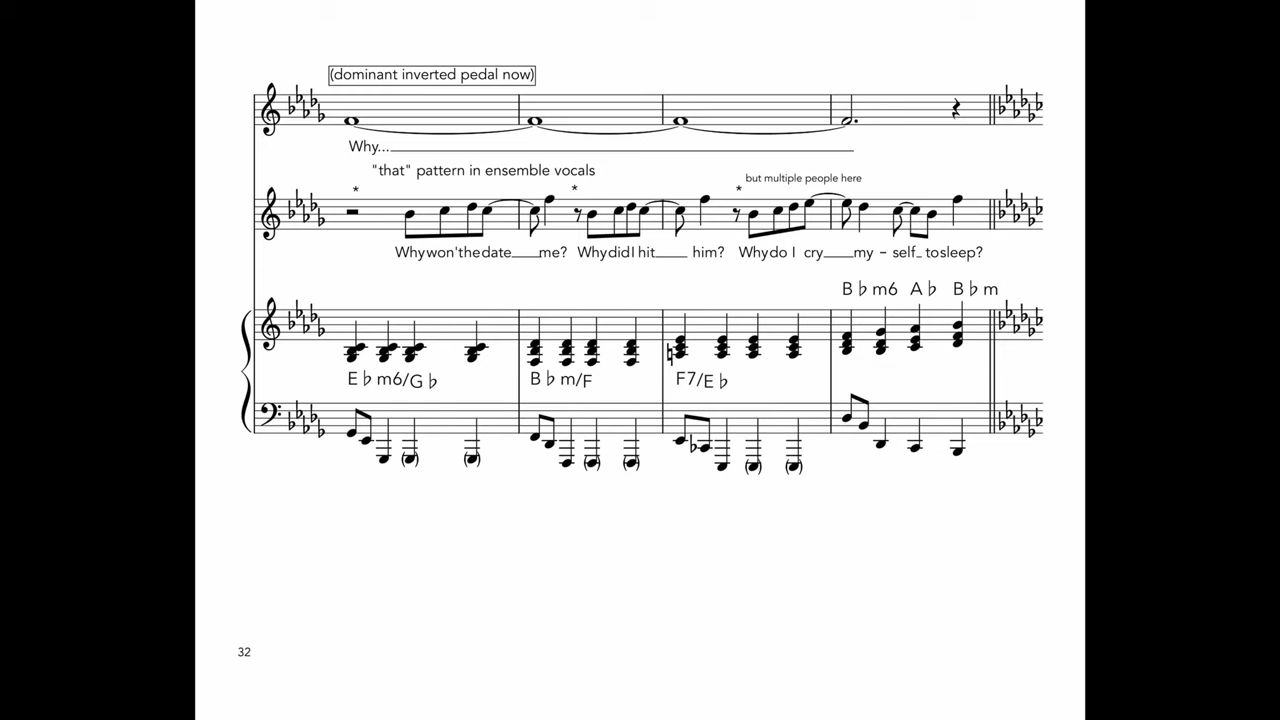 (dominant inverted pedal now)
Why...
"that" pattern in ensemble vocals
* * * but multiple people here
Why won't he date me? Why did I hit him? Why do I cry my - self to sleep?
B♭m6 A♭ B♭m
E♭m6/G♭ B♭m/F F7/E♭
32